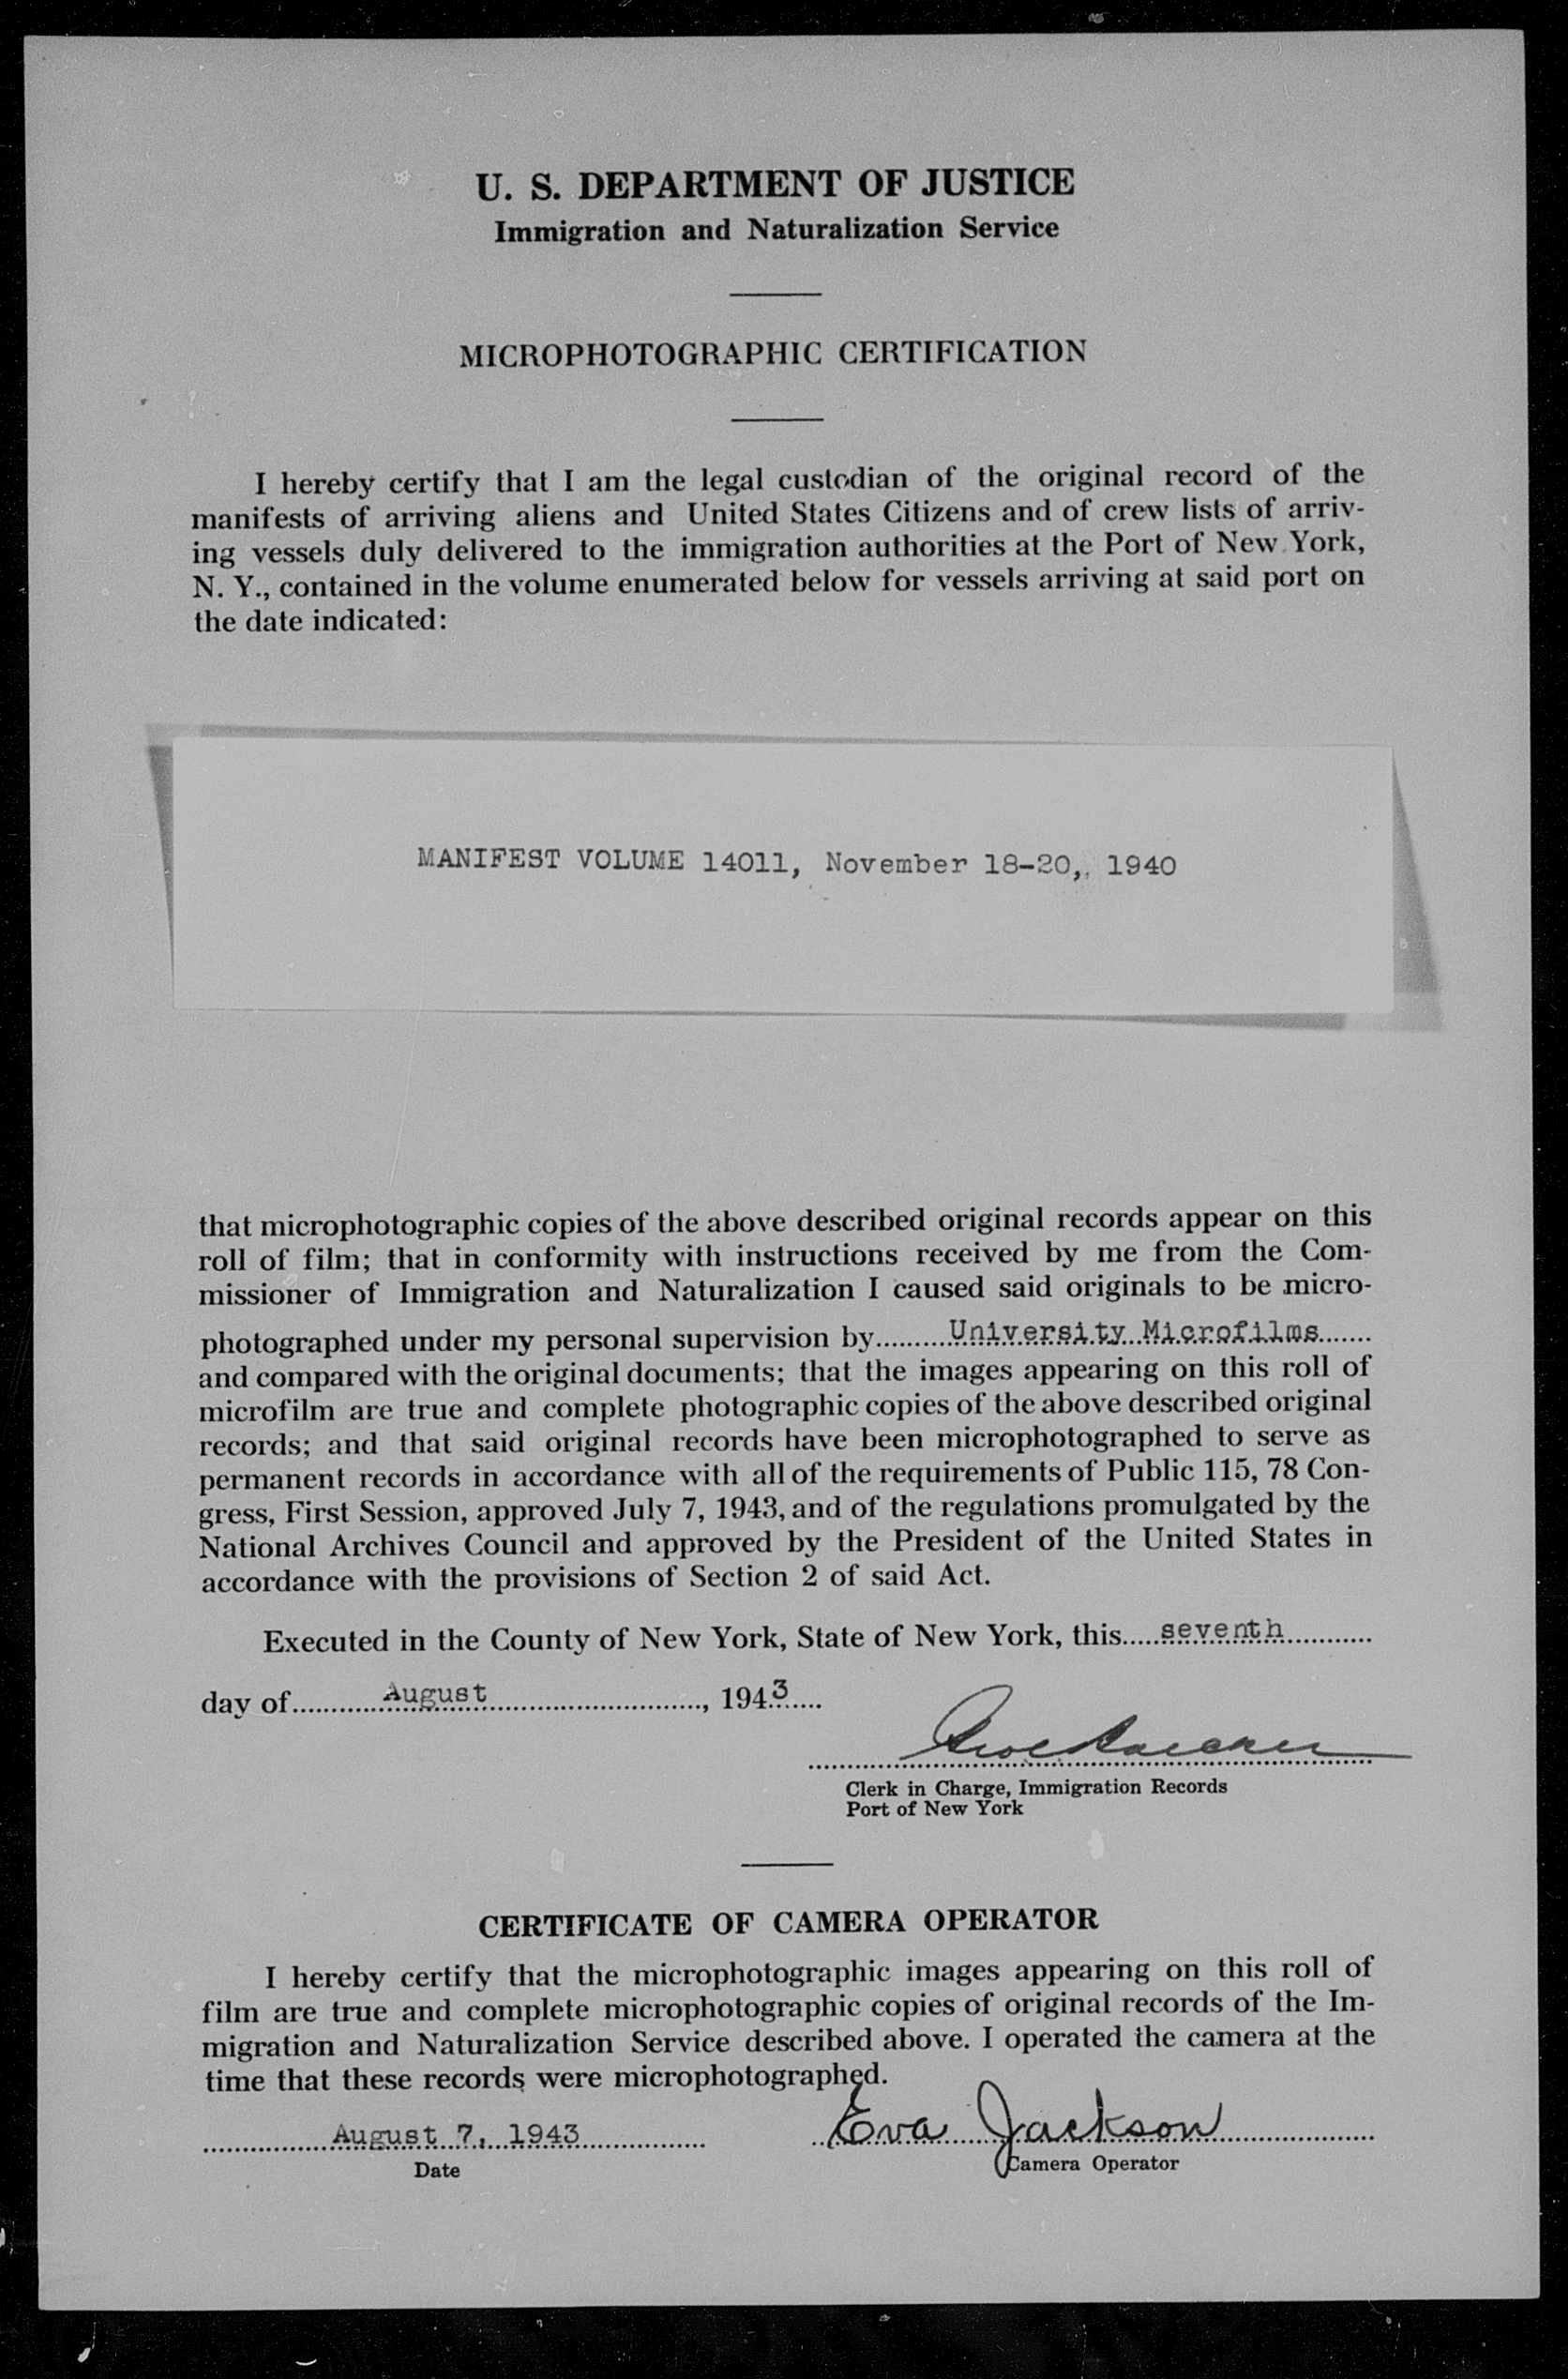 U. S. DEPARTMENT OF JUSTICE
Immigration and Naturalization Service
MICROPHOTOGRAPHIC CERTIFICATION
I hereby certify that I am the legal custodian of the original record of the
manifests of arriving aliens and United States Citizens and of crew lists of arriv-
ing vessels duly delivered to the immigration authorities at the Port of New York,
N. Y., contained in the volume enumerated below for vessels arriving at said port on
the date indicated:
MANIFEST VOLUME 14011, November 18-20,, 1940
that microphotographic copies of the above described original records appear on this
roll of film; that in conformity with instructions received by me from the Com-
missioner of Immigration and Naturalization I caused said originals to be micro-
photographed under my personal supervision by University Microfilms
and compared with the original documents; that the images appearing on this roll of
microfilm are true and complete photographic copies of the above described original
records; and that said original records have been microphotographed to serve as
permanent records in accordance with all of the requirements of Public 115, 78 Con-
gress, First Session, approved July 7, 1943, and of the regulations promulgated by the
National Archives Council and approved by the President of the United States in
accordance with the provisions of Section 2 of said Act.
Executed in the County of New York, State of New York, this seventh
day of August, 1943
Clerk in Charge, Immigration Records
Port of New York
CERTIFICATE OF CAMERA OPERATOR
I hereby certify that the microphotographic images appearing on this roll of
film are true and complete microphotographic copies of original records of the Im-
migration and Naturalization Service described above. I operated the camera at the
time that these records were microphotographed.
August 7, 1943 Eva Jackson
Date Camera Operator